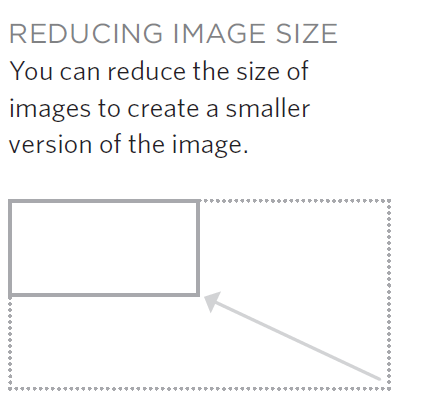 REDUCING IMAGE SIZE
You can reduce the size of
images to create a smaller
version of the image.